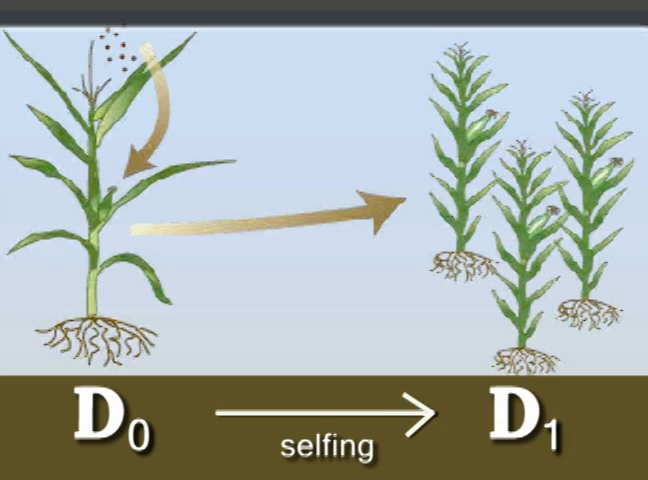 D₀
selfing
D₁